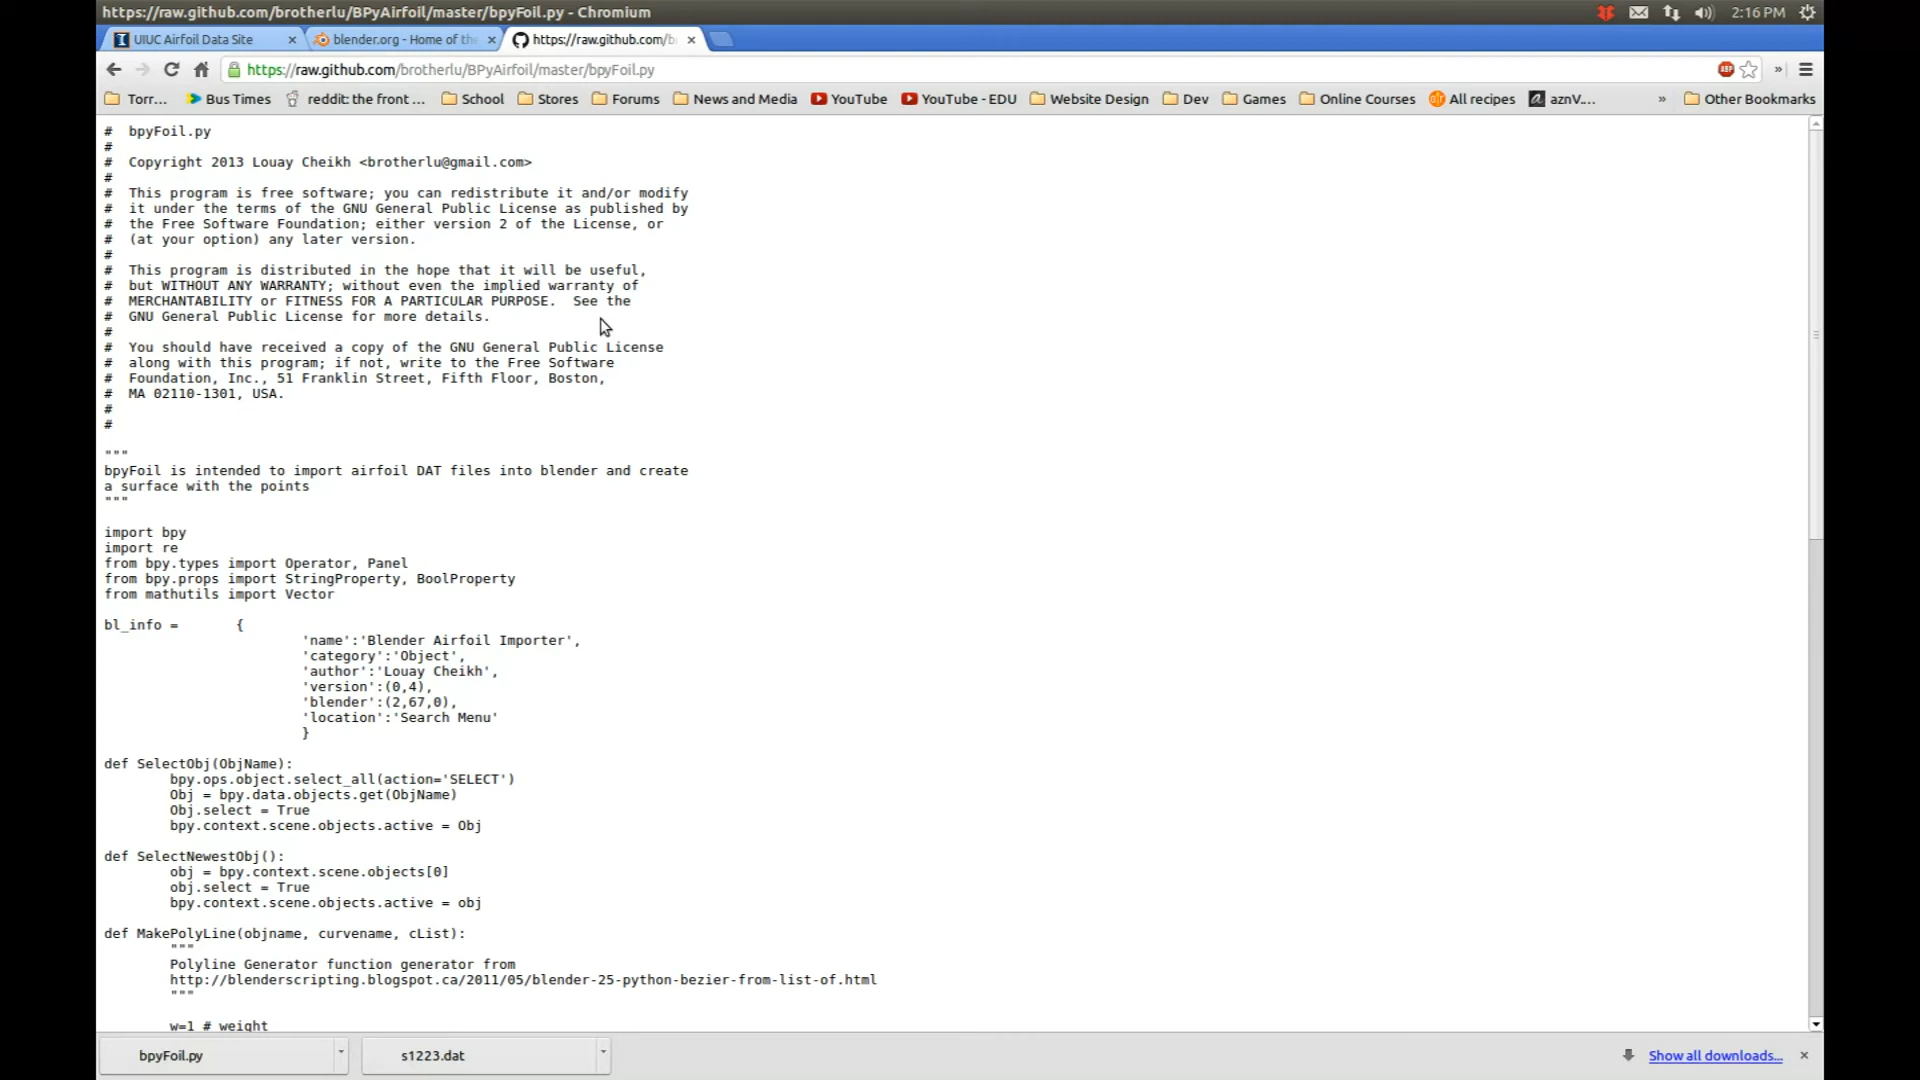 https://raw.github.com/brotherlu/BPyAirfoil/master/bpyFoil.py - Chromium
2:16 PM
UIUC Airfoil Data Site
blender.org - Home of the
https://raw.github.com/b
https://raw.github.com/brotherlu/BPyAirfoil/master/bpyFoil.py
ABP
»
Torr...
Bus Times
reddit: the front ...
School
Stores
Forums
News and Media
YouTube
YouTube - EDU
Website Design
Dev
Games
Online Courses
All recipes
aznV....
»
Other Bookmarks
# bpyFoil.py
#
# Copyright 2013 Louay Cheikh <brotherlu@gmail.com>
#
# This program is free software; you can redistribute it and/or modify
# it under the terms of the GNU General Public License as published by
# the Free Software Foundation; either version 2 of the License, or
# (at your option) any later version.
#
# This program is distributed in the hope that it will be useful,
# but WITHOUT ANY WARRANTY; without even the implied warranty of
# MERCHANTABILITY or FITNESS FOR A PARTICULAR PURPOSE.  See the
# GNU General Public License for more details.
#
# You should have received a copy of the GNU General Public License
# along with this program; if not, write to the Free Software
# Foundation, Inc., 51 Franklin Street, Fifth Floor, Boston,
# MA 02110-1301, USA.
#
#
"""
bpyFoil is intended to import airfoil DAT files into blender and create
a surface with the points
"""
import bpy
import re
from bpy.types import Operator, Panel
from bpy.props import StringProperty, BoolProperty
from mathutils import Vector
bl_info = {
'name':'Blender Airfoil Importer',
'category':'Object',
'author':'Louay Cheikh',
'version':(0,4),
'blender':(2,67,0),
'location':'Search Menu'
}
def SelectObj(ObjName):
bpy.ops.object.select_all(action='SELECT')
Obj = bpy.data.objects.get(ObjName)
Obj.select = True
bpy.context.scene.objects.active = Obj
def SelectNewestObj():
obj = bpy.context.scene.objects[0]
obj.select = True
bpy.context.scene.objects.active = obj
def MakePolyLine(objname, curvename, cList):
"""
Polyline Generator function generator from
http://blenderscripting.blogspot.ca/2011/05/blender-25-python-bezier-from-list-of.html
"""
w=1 # weight
bpyFoil.py
s1223.dat
Show all downloads...